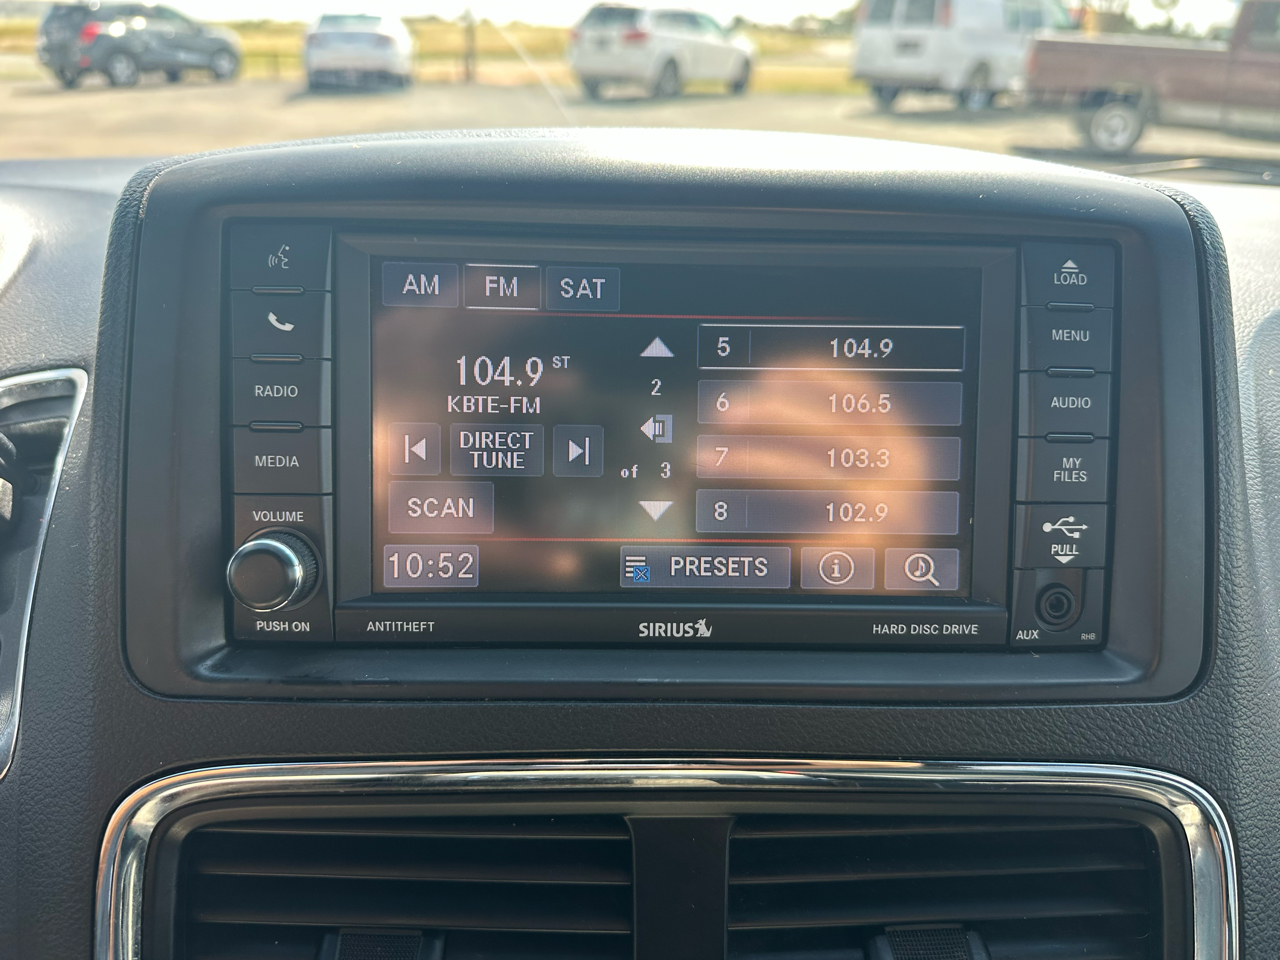 AM FM SAT
104.9 ST
KBTE-FM
DIRECT
TUNE
SCAN
10:52
2
of 3
5 104.9
6 106.5
7 103.3
8 102.9
PRESETS
i
RADIO
MEDIA
VOLUME
PUSH ON
ANTITHEFT
SIRIUS
HARD DISC DRIVE
LOAD
MENU
AUDIO
MY
FILES
PULL
AUX
RHB